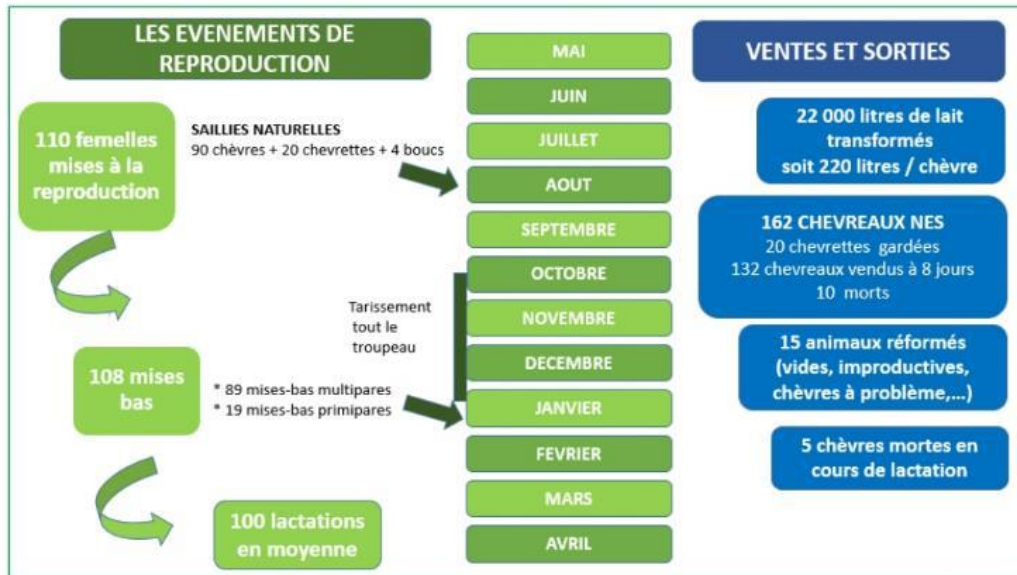 LES EVENEMENTS DE
REPRODUCTION
110 femelles
mises à la
reproduction
SAILLIES NATURELLES
90 chèvres + 20 chevrettes + 4 boucs
Tarissement
tout le
troupeau
108 mises
bas
* 89 mises-bas multipares
* 19 mises-bas primipares
100 lactations
en moyenne
MAI
JUIN
JUILLET
AOUT
SEPTEMBRE
OCTOBRE
NOVEMBRE
DECEMBRE
JANVIER
FEVRIER
MARS
AVRIL
VENTES ET SORTIES
22 000 litres de lait
transformés
soit 220 litres / chèvre
162 CHEVREAUX NES
20 chevrettes gardées
132 chevreaux vendus à 8 jours
10 morts
15 animaux réformés
(vides, improductives,
chèvres à problème,...)
5 chèvres mortes en
cours de lactation